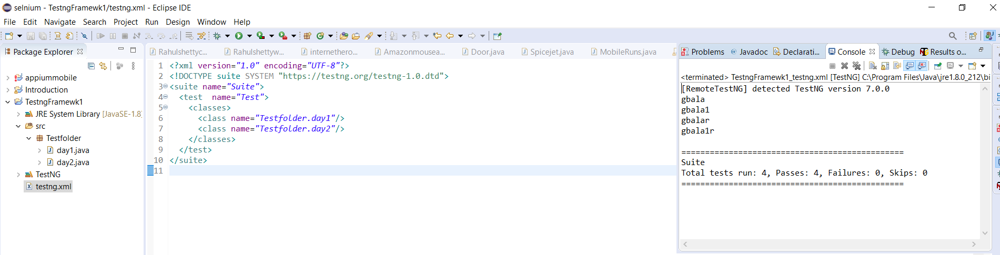 selnium - TestngFramewk1/testng.xml - Eclipse IDE
File Edit Navigate Search Project Run Design Window Help
Package Explorer
appiummobile
Introduction
TestngFramewk1
JRE System Library [JavaSE-1.8]
src
Testfolder
day1.java
day2.java
TestNG
testng.xml
Rahulshettyc... Rahulshettyw... internethero... Amazonmousea... Door.java Spicejet.java MobileRuns.java
1 <?xml version="1.0" encoding="UTF-8"?>
2 <!DOCTYPE suite SYSTEM "https://testng.org/testng-1.0.dtd">
3 <suite name="Suite">
4 <test  name="Test">
5 <classes>
6 <class name="Testfolder.day1"/>
7 <class name="Testfolder.day2"/>
8 </classes>
9 </test>
10 </suite>
11
Problems @ Javadoc Declarati... Console Debug Results o...
<terminated> TestngFramewk1_testng.xml [TestNG] C:\Program Files\Java\jre1.8.0_212\bi
[RemoteTestNG] detected TestNG version 7.0.0
gbala
gbala1
gbalar
gbala1r
===============================================
Suite
Total tests run: 4, Passes: 4, Failures: 0, Skips: 0
===============================================